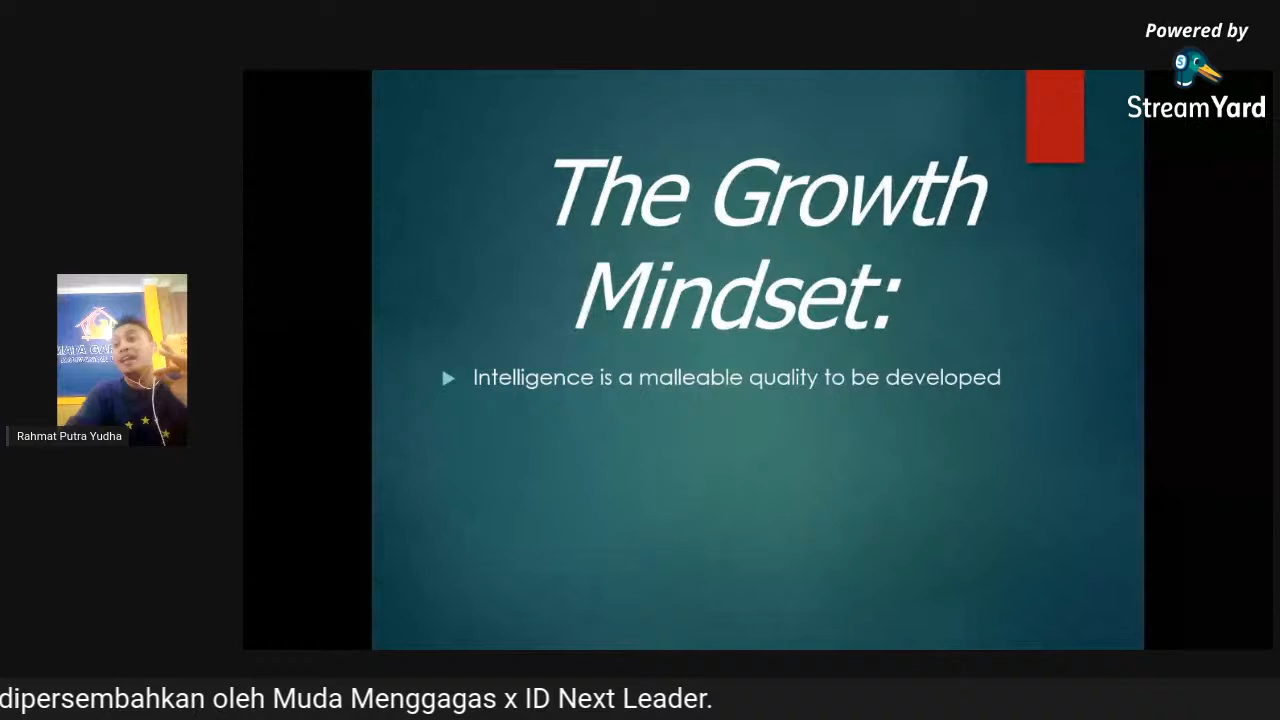 Powered by
StreamYard
The Growth
Mindset:
Intelligence is a malleable quality to be developed
Rahmat Putra Yudha
dipersembahkan oleh Muda Menggagas x ID Next Leader.